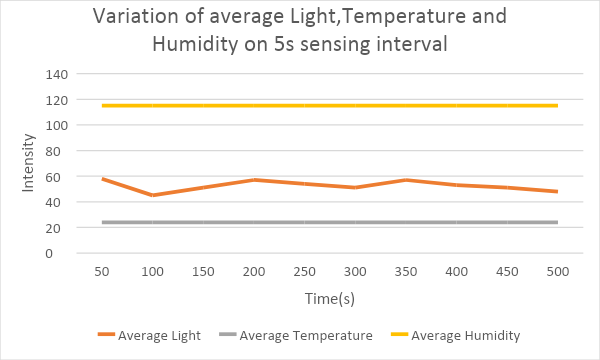 Variation of average Light,Temperature and
Humidity on 5s sensing interval
140
120
100
80
60
40
20
0
Intensity
50 100 150 200 250 300 350 400 450 500
Time(s)
Average Light Average Temperature Average Humidity